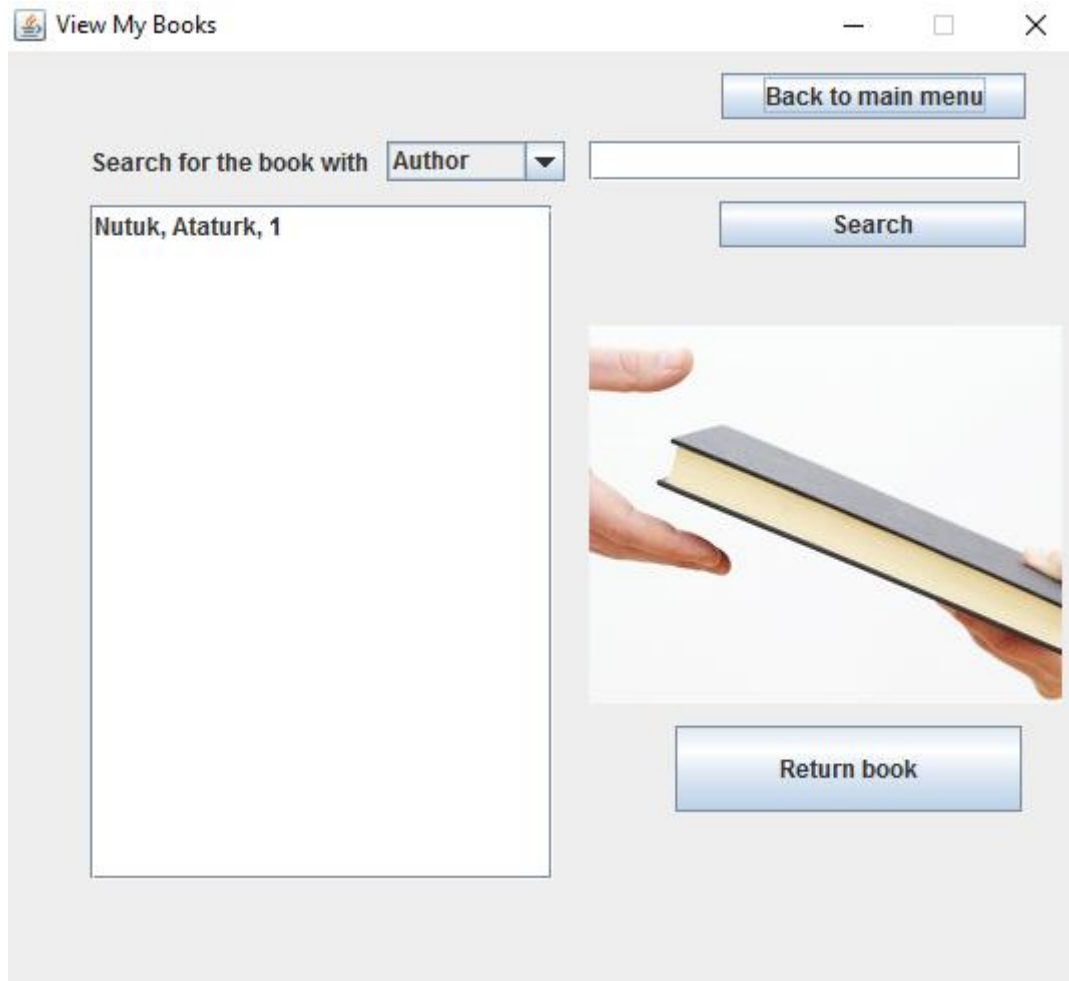 View My Books
Back to main menu
Search for the book with Author
Search
Nutuk, Ataturk, 1
Return book